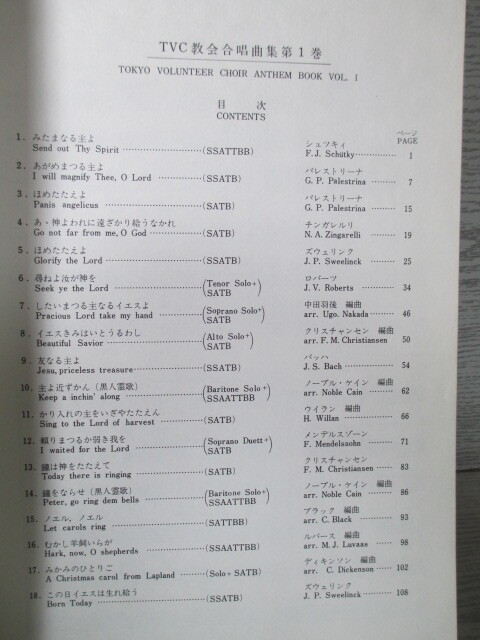 TVC教会合唱曲集第1巻
TOKYO VOLUNTEER CHOIR ANTHEM BOOK VOL. 1
目 次
CONTENTS
ページ
PAGE
1. みたまなる主よ シュツキィ
Send out Thy Spirit (SSATTBB) F.J. Schütky 1
2. あがめまつる主よ パレストリーナ
I will magnify Thee, O Lord (SSATB) G. P. Palestrina 7
3. ほめたたえよ パレストリーナ
Panis angelicus (SATB) G. P. Palestrina 15
4. あゝ神よわれに遠ざかり給うなかれ チンガレルリ
Go not far from me, O God (SATB) N. A. Zingarelli 19
5. ほめたたえよ ズウェリンク
Glorify the Lord (SSATB) J. P. Sweelinck 25
6. 尋ねよ汝が神を ロバーツ
Seek ye the Lord (Tenor Solo+ SATB) J. V. Roberts 34
7. したいまつる主なるイエスよ 中田羽後 編曲
Pracious Lord take my hand (Soprano Solo+ SATB) arr. Ugo. Nakada 46
8. イエスきみはいとうるわし クリスチャンセン 編曲
Beautiful Savior (Alto Solo+ SATB) arr. F. M. Christiansen 50
9. 友なる主よ バッハ
Jesu, priceless treasure (SSATB) J. S. Bach 54
10. 主よ近ずかん (黒人霊歌) ノーブル・ケイン 編曲
Keep a inchin' along (Baritone Solo+ SSAATTBB) arr. Noble Cain 62
11. かり入れの主をいざやたたえん ウイラン 編曲
Sing to the Lord of harvest (SATB) H. Willan 66
12. 頼りまつるか弱き我を メンデルスゾーン
I waited for the Lord (Soprano Duett+ SATB) F. Mendelsohn 71
13. 鐘は神をたたえて クリスチャンセン
Today there is ringing (SATB) F. M. Christiansen 83
14. 鐘をならせ (黒人霊歌) ノーブル・ケイン 編曲
Peter, go ring dem bells (Baritone Solo+ SSAATTBB) arr. Noble Cain 86
15. ノエル, ノエル ブラック 編曲
Let carols ring (SATTBB) arr. C. Black 93
16. むかし羊飼いらが ルバース 編曲
Hark, now, O shepherds (SSAATTBB) arr. M. J. Luvaas 98
17. みかみのひとりご ディキンソン 編曲
A Christmas carol from Lapland (Solo+ SATB) arr. C. Dickenson 102
18. この日イエスは生れ給う ズウェリンク
Born Today (SSATB) J. P. Sweelinck 108